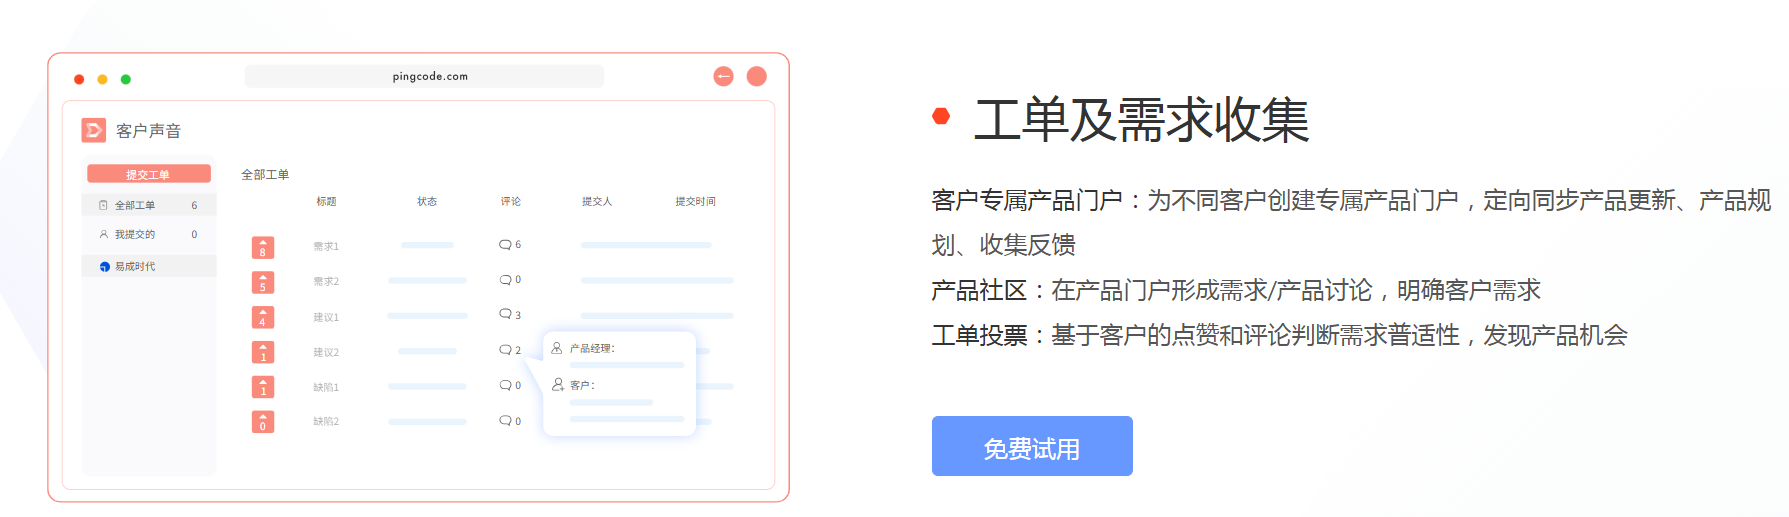 pingcode.com
客户声音
提交工单
全部工单 6
我提交的 0
易成时代
全部工单
标题 状态 评论 提交人 提交时间
8 需求1 6
5 需求2 0
4 建议1 3
1 建议2 2
1 缺陷1 0
0 缺陷2 0
产品经理：
客户：
工单及需求收集
客户专属产品门户：为不同客户创建专属产品门户，定向同步产品更新、产品规
划、收集反馈
产品社区：在产品门户形成需求/产品讨论，明确客户需求
工单投票：基于客户的点赞和评论判断需求普适性，发现产品机会
免费试用